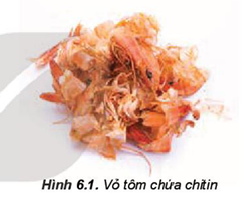 Hình 6.1. Vỏ tôm chứa chitin